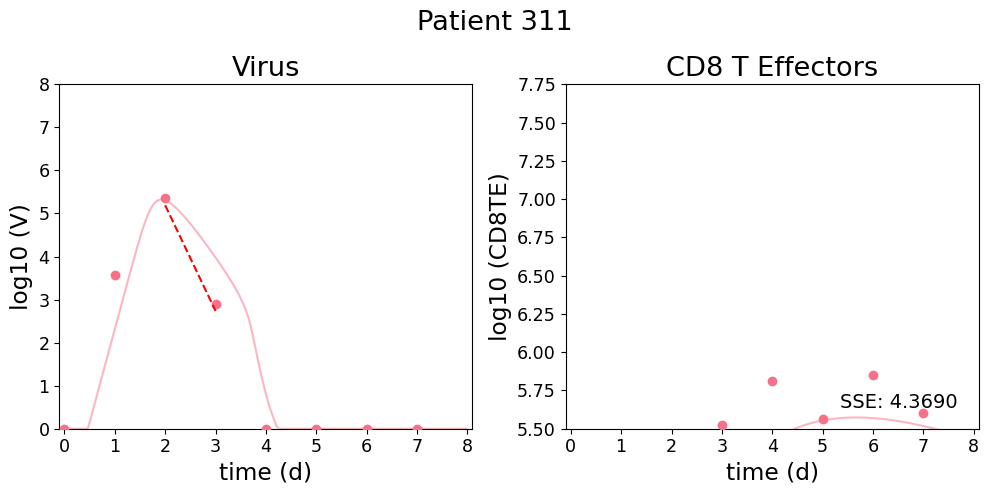 Patient 311
Virus
CD8 T Effectors
log10 (V)
8
7
6
5
4
3
2
1
0
0 1 2 3 4 5 6 7 8
time (d)
log10 (CD8TE)
7.75
7.50
7.25
7.00
6.75
6.50
6.25
6.00
5.75
5.50
SSE: 4.3690
0 1 2 3 4 5 6 7 8
time (d)